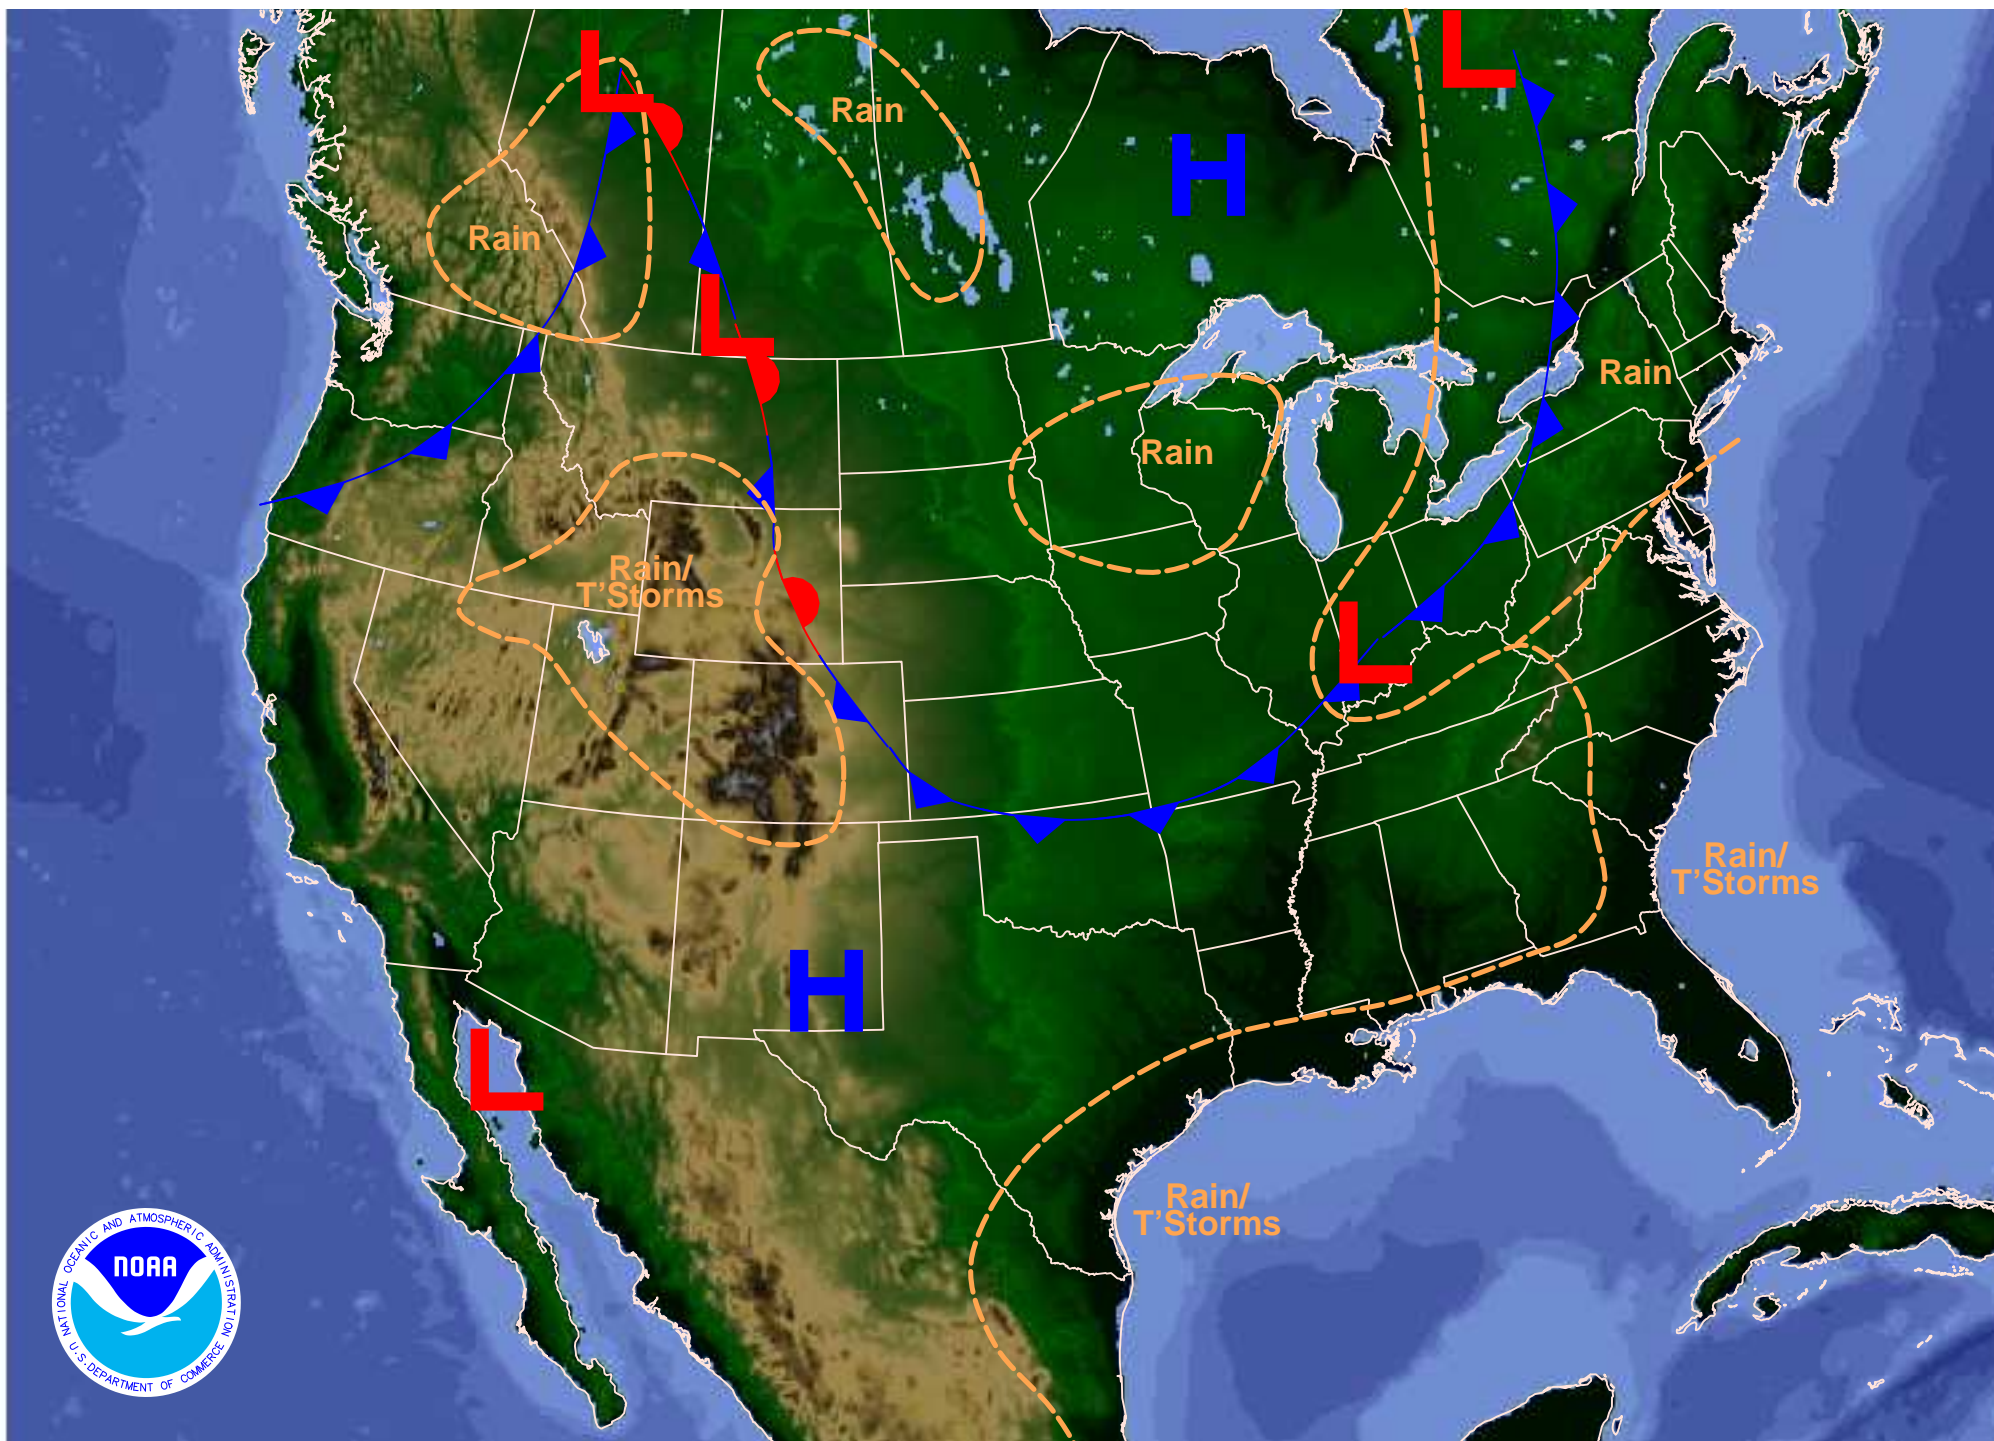 L
L
Rain
H
Rain
L
Rain
Rain
Rain/
T'Storms
L
Rain/
T'Storms
H
L
Rain/
T'Storms
NATIONAL OCEANIC AND ATMOSPHERIC ADMINISTRATION
NOAA
U.S. DEPARTMENT OF COMMERCE